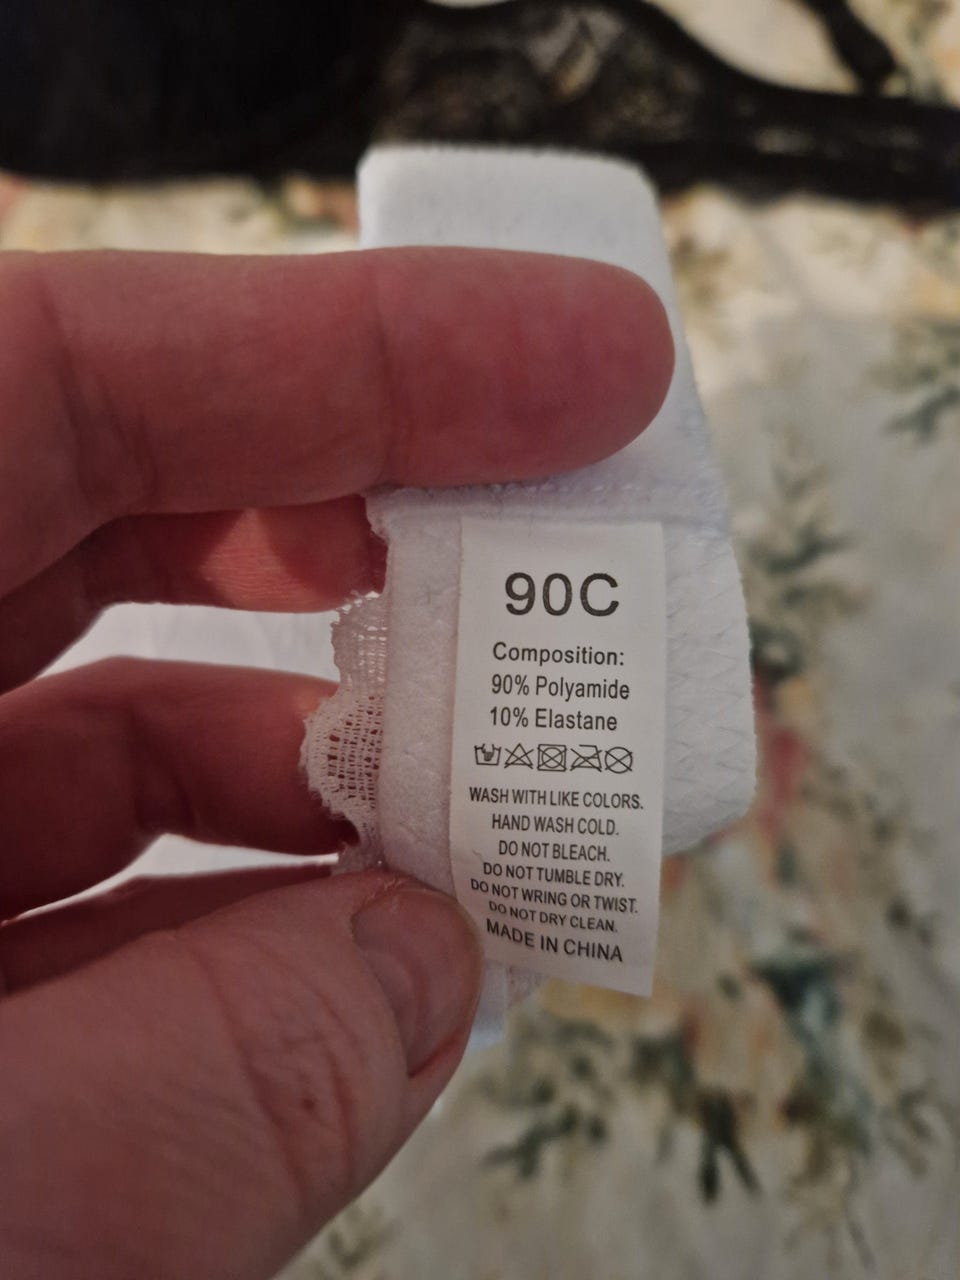 90C
Composition:
90% Polyamide
10% Elastane
WASH WITH LIKE COLORS.
HAND WASH COLD.
DO NOT BLEACH.
DO NOT TUMBLE DRY.
DO NOT WRING OR TWIST.
DO NOT DRY CLEAN.
MADE IN CHINA